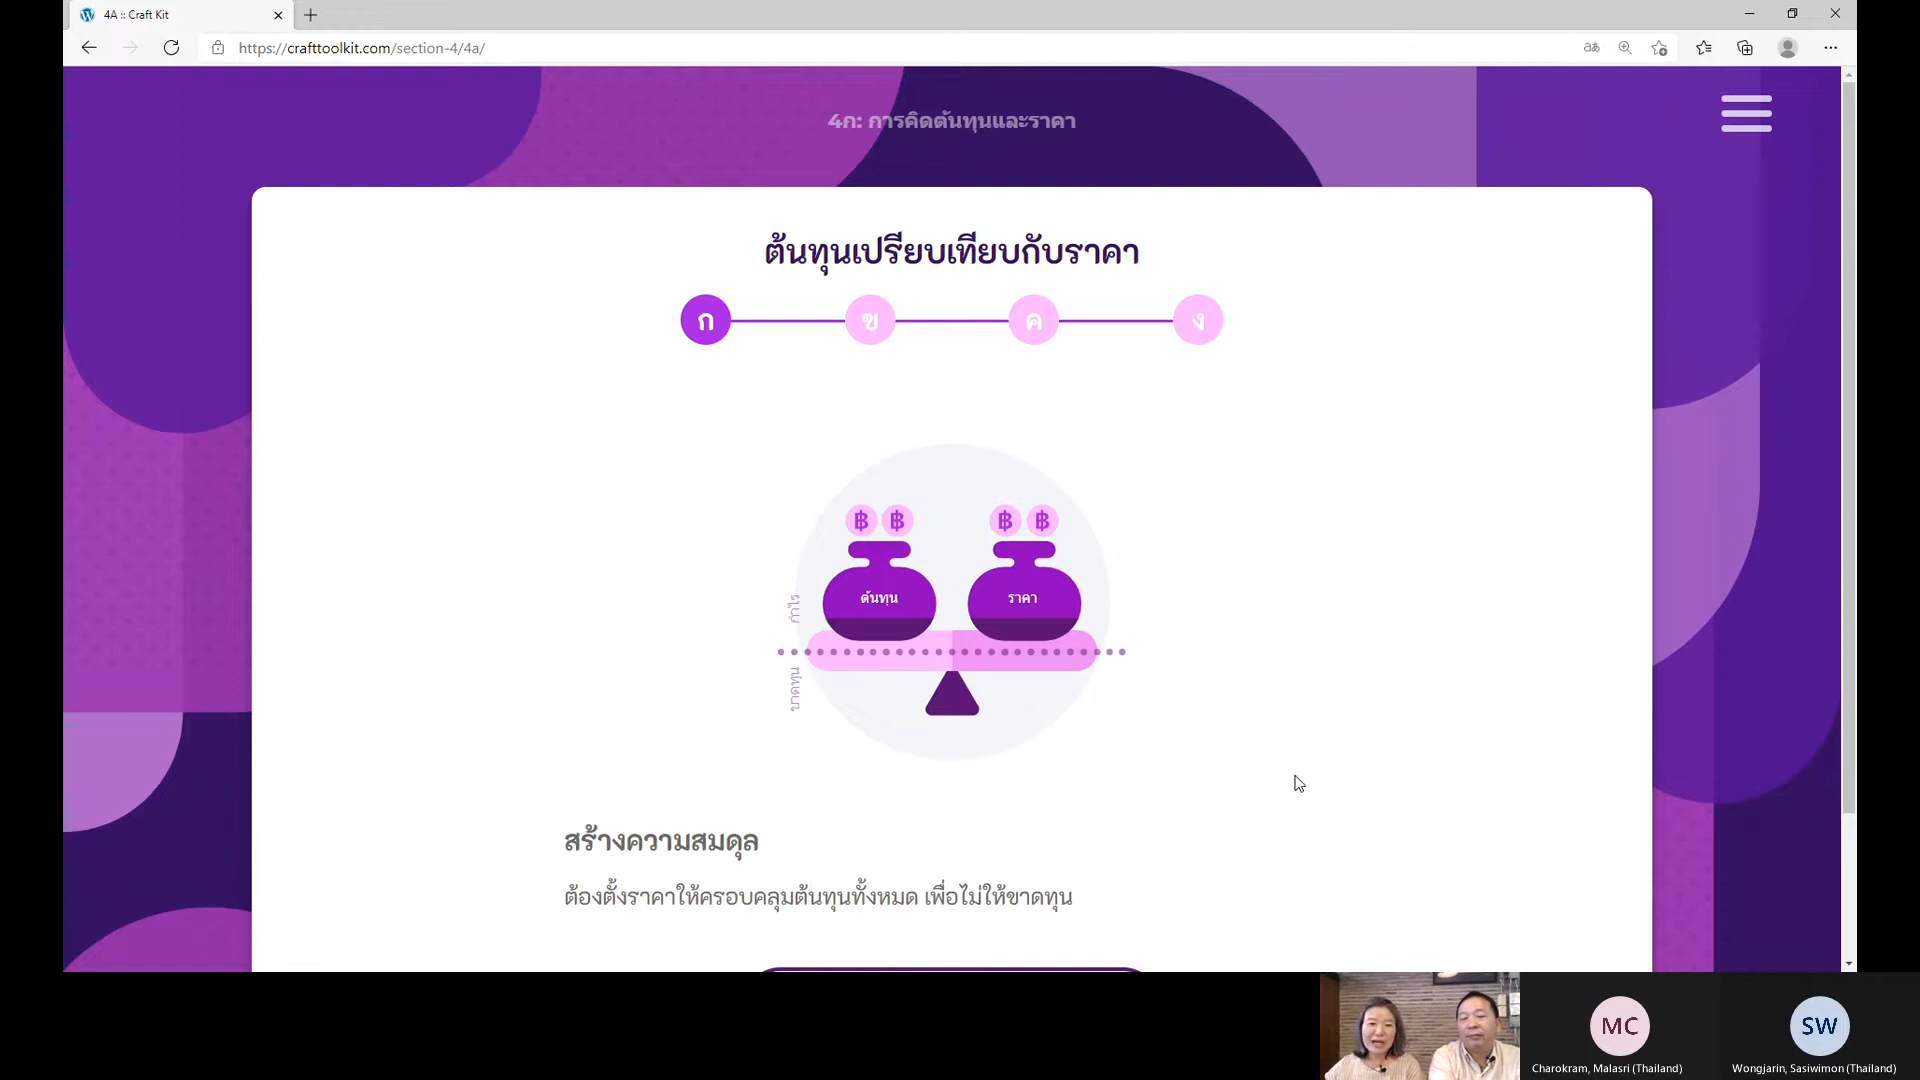 4A :: Craft Kit
https://crafttoolkit.com/section-4/4a/
4ก: การคิดต้นทุนและราคา
ต้นทุนเปรียบเทียบกับราคา
ก ข ค ง
฿ ฿ ฿ ฿
ต้นทุน ราคา
กำไร
ขาดทุน
สร้างความสมดุล
ต้องตั้งราคาให้ครอบคลุมต้นทุนทั้งหมด เพื่อไม่ให้ขาดทุน
MC SW
Charokram, Malasri (Thailand) Wongjarin, Sasiwimon (Thailand)